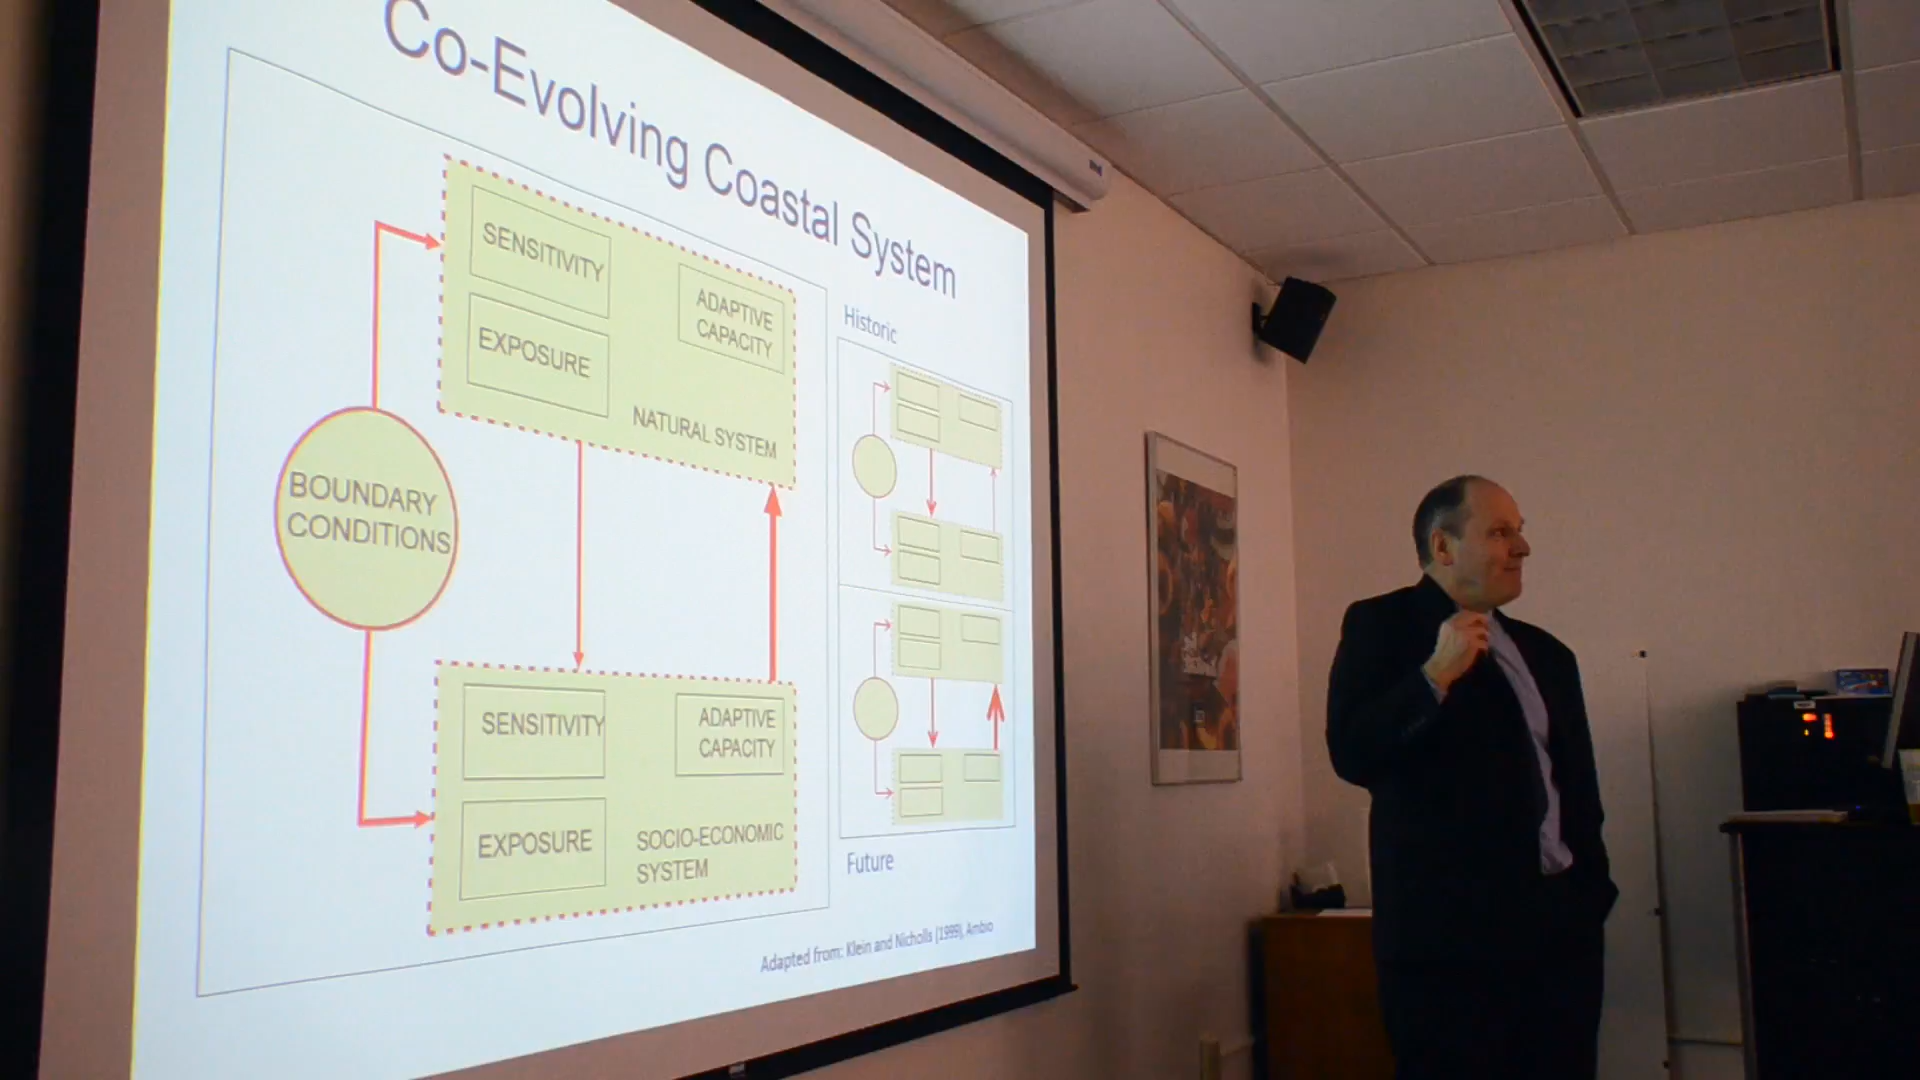 Co-Evolving Coastal System
SENSITIVITY
ADAPTIVE
CAPACITY
EXPOSURE
NATURAL SYSTEM
BOUNDARY
CONDITIONS
SENSITIVITY
ADAPTIVE
CAPACITY
EXPOSURE
SOCIO-ECONOMIC
SYSTEM
Historic
Future
Adapted from: Klein and Nicholls (1999), Ambio